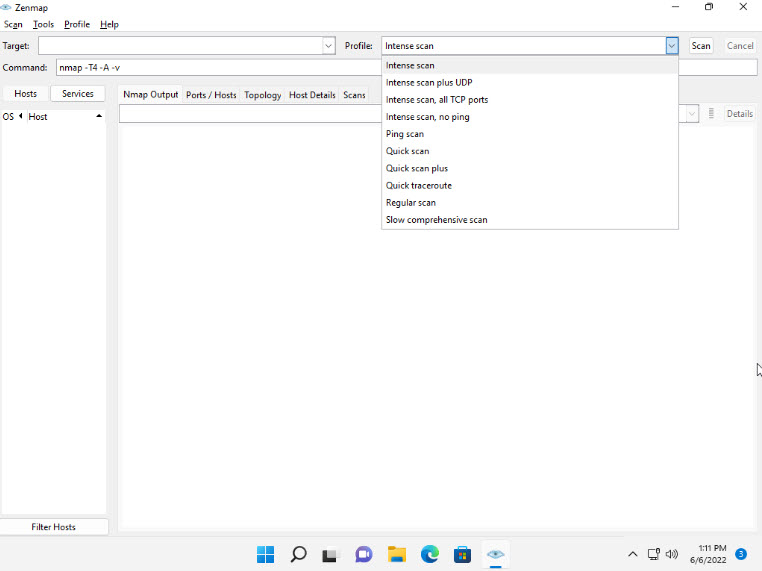 Zenmap
Scan Tools Profile Help
Target: Profile: Intense scan Scan Cancel
Command: nmap -T4 -A -v
Intense scan
Intense scan plus UDP
Intense scan, all TCP ports
Intense scan, no ping
Ping scan
Quick scan
Quick scan plus
Quick traceroute
Regular scan
Slow comprehensive scan
Hosts Services
Nmap Output Ports / Hosts Topology Host Details Scans
OS Host
Details
Filter Hosts
1:11 PM
6/6/2022
3